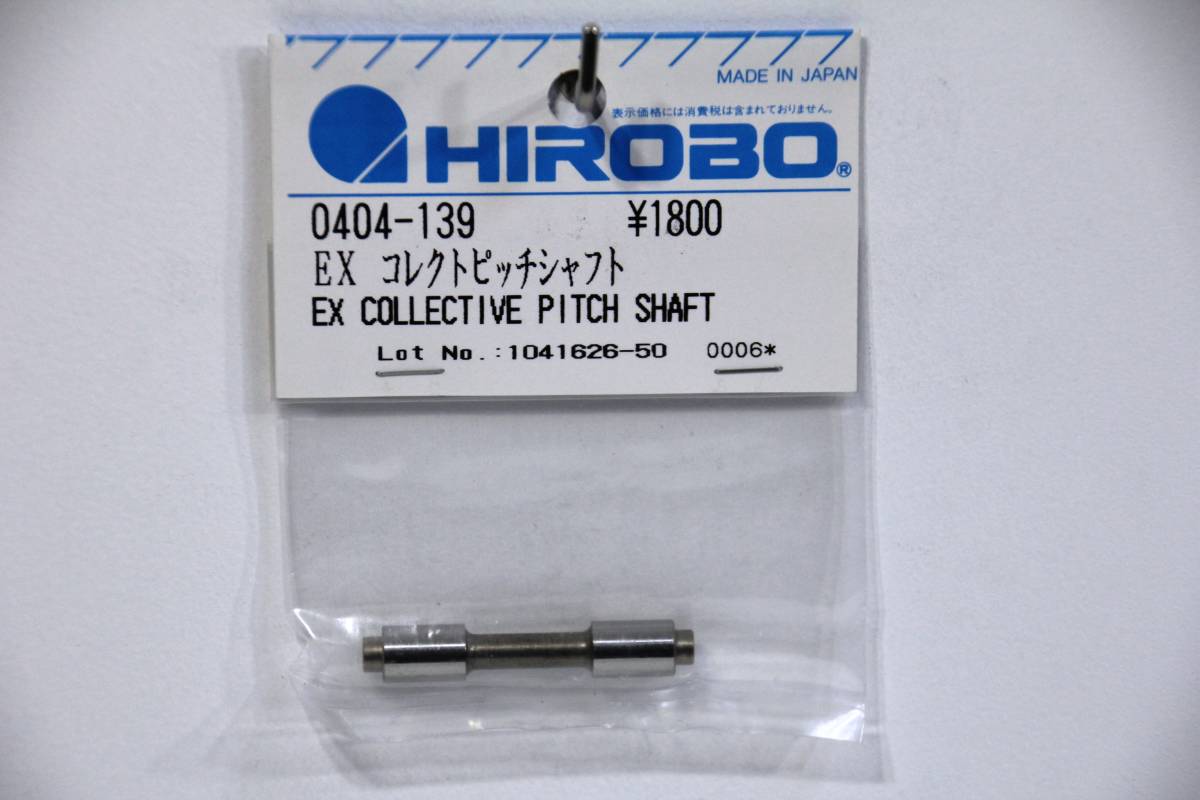 MADE IN JAPAN
表示価格には消費税は含まれておりません。
HIROBO®
0404-139 ¥1800
EX コレクトピッチシャフト
EX COLLECTIVE PITCH SHAFT
Lot No.:1041626-50 0006*